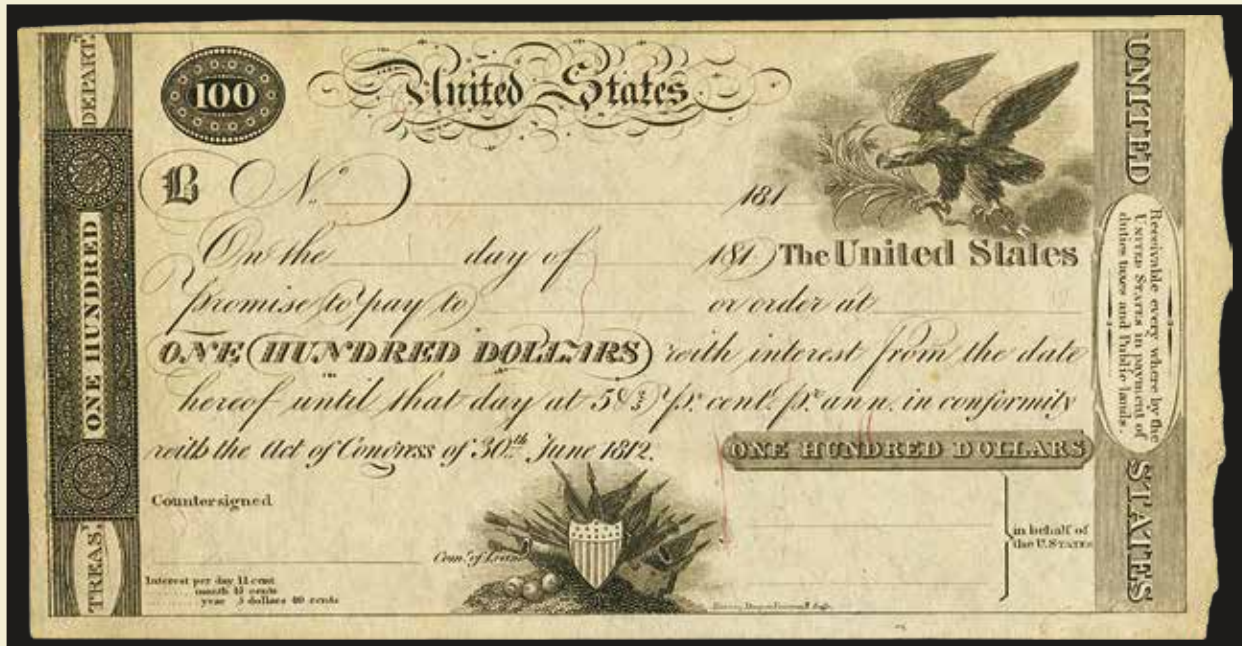 DEPART.
ONE HUNDRED
TREAS.
100
United States
B No. 181
On the day of 181 The United States
promise to pay to or order at
ONE HUNDRED DOLLARS with interest from the date
hereof until that day at 5 2/5 pr. cent. pr. ann. in conformity
with the Act of Congress of 30th June 1812.
ONE HUNDRED DOLLARS
Countersigned
Comr. of Loans
in behalf of
the U.STATES
Interest per day 1½ cent
month 45 cents
year 5 dollars 40 cents
UNITED
Receivable every where by the
UNITED STATES in payment of
duties taxes and Public lands.
STATES